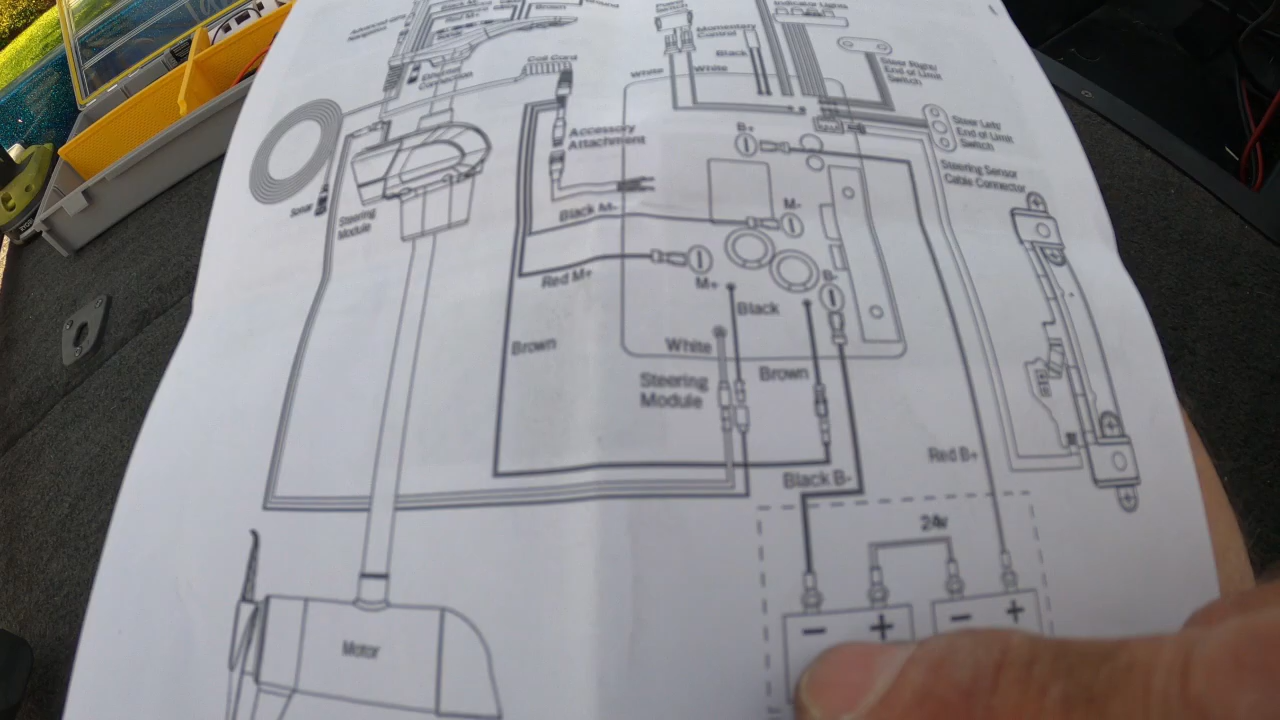 Brown
Indicator Lights
Momentary
Control
Black
Coil Cord
White
White
Steer Right/
End of Limit
Switch
Accessory
Attachment
B+
Steer Left/
End of Limit
Switch
Steering Sensor
Cable Connector
Sonar
Steering
Module
Black M-
M-
Red M+
M+
B-
Black
Brown
White
Brown
Steering
Module
Red B+
Black B-
24v
- + - +
Motor